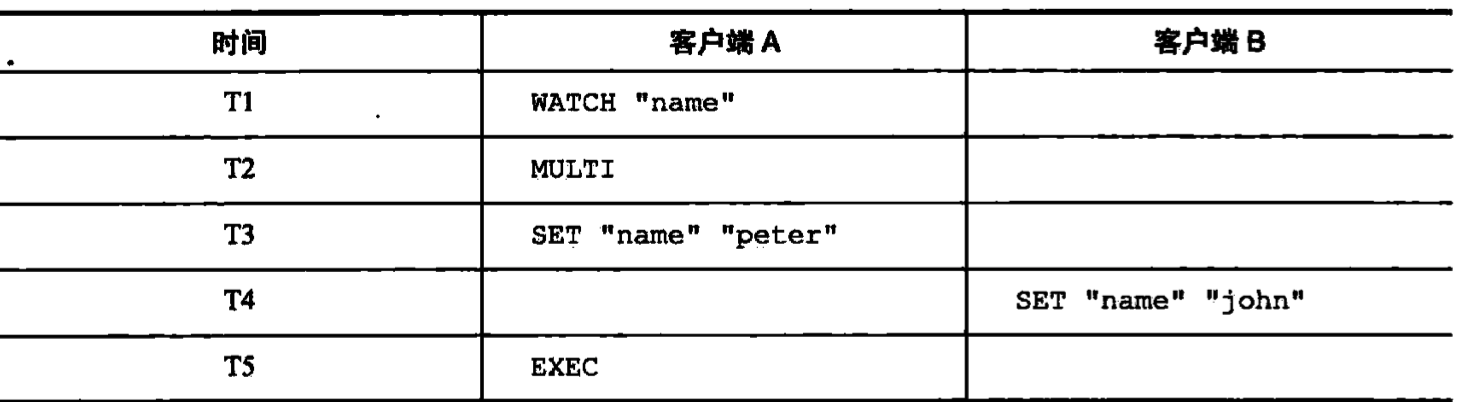 时间 客户端 A 客户端 B
T1 WATCH "name"
T2 MULTI
T3 SET "name" "peter"
T4 SET "name" "john"
T5 EXEC